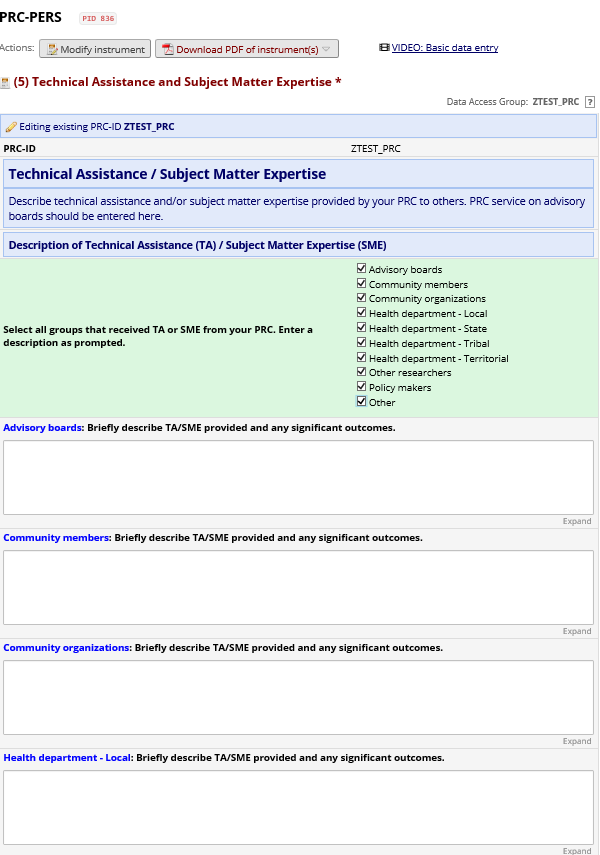 PRC-PERS PID 836
Actions: Modify instrument Download PDF of instrument(s) VIDEO: Basic data entry
(5) Technical Assistance and Subject Matter Expertise *
Data Access Group: ZTEST_PRC ?
Editing existing PRC-ID ZTEST_PRC
PRC-ID ZTEST_PRC
Technical Assistance / Subject Matter Expertise
Describe technical assistance and/or subject matter expertise provided by your PRC to others. PRC service on advisory
boards should be entered here.
Description of Technical Assistance (TA) / Subject Matter Expertise (SME)
Select all groups that received TA or SME from your PRC. Enter a
description as prompted.
Advisory boards
Community members
Community organizations
Health department - Local
Health department - State
Health department - Tribal
Health department - Territorial
Other researchers
Policy makers
Other
Advisory boards: Briefly describe TA/SME provided and any significant outcomes.
Expand
Community members: Briefly describe TA/SME provided and any significant outcomes.
Expand
Community organizations: Briefly describe TA/SME provided and any significant outcomes.
Expand
Health department - Local: Briefly describe TA/SME provided and any significant outcomes.
Expand